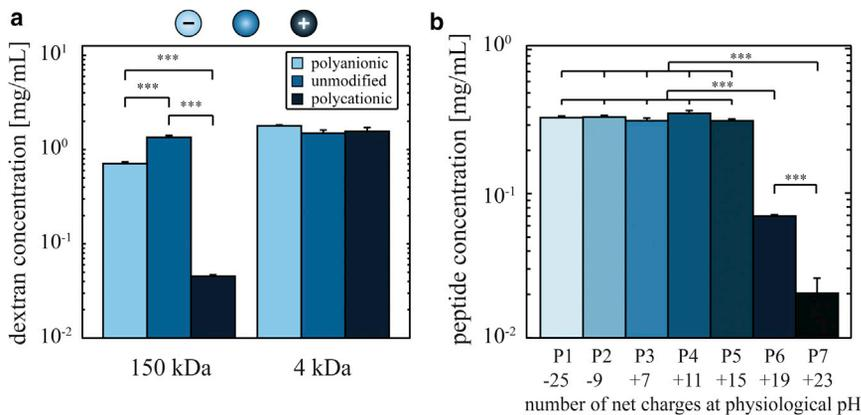 a
− +
dextran concentration [mg/mL]
10¹
10⁰
10⁻¹
10⁻²
polyanionic
unmodified
polycationic
***
***
***
150 kDa 4 kDa
b
peptide concentration [mg/mL]
10⁰
10⁻¹
10⁻²
***
***
***
P1 P2 P3 P4 P5 P6 P7
-25 -9 +7 +11 +15 +19 +23
number of net charges at physiological pH